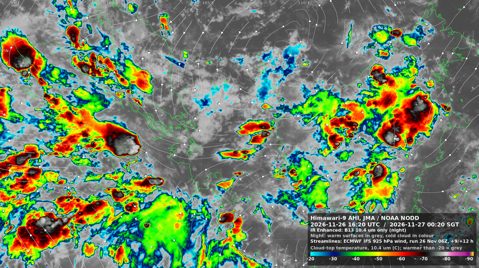 Himawari-9 AHI, JMA / NOAA NODD
2026-11-26 16:20 UTC / 2026-11-27 00:20 SGT
IR Enhanced: B13 10.4 um only (night)
Night: warm surfaces in grey, cold cloud in colour
Streamlines: ECMWF IFS 925 hPa wind, run 26 Nov 06Z, +9/+12 h
Cloud-top temperature, 10.4 um (C); warmer than -20 = grey
-20 -30 -40 -50 -60 -70 -80 -90